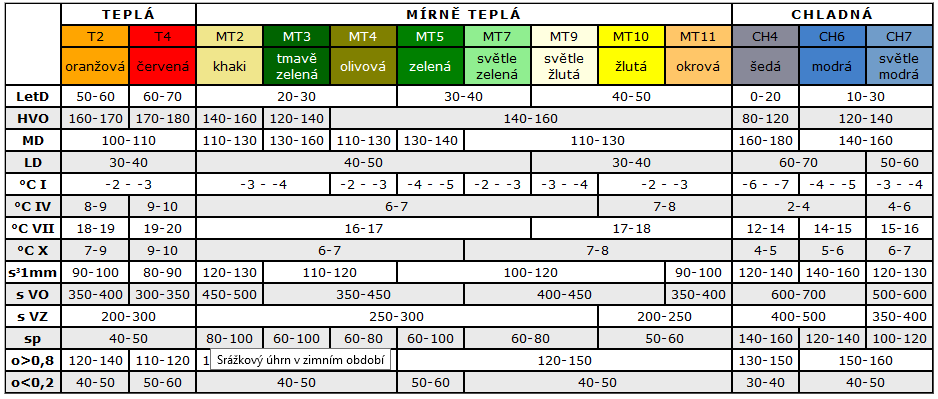 TEPLÁ MÍRNĚ TEPLÁ CHLADNÁ
T2 T4 MT2 MT3 MT4 MT5 MT7 MT9 MT10 MT11 CH4 CH6 CH7
oranžová červená khaki tmavě zelená olivová zelená světle zelená světle žlutá žlutá okrová šedá modrá světle modrá
LetD 50-60 60-70 20-30 30-40 40-50 0-20 10-30
HVO 160-170 170-180 140-160 120-140 140-160 80-120 120-140
MD 100-110 110-130 130-160 110-130 130-140 110-130 160-180 140-160
LD 30-40 40-50 30-40 60-70 50-60
°C I -2 - -3 -3 - -4 -2 - -3 -4 - -5 -2 - -3 -3 - -4 -2 - -3 -6 - -7 -4 - -5 -3 - -4
°C IV 8-9 9-10 6-7 7-8 2-4 4-6
°C VII 18-19 19-20 16-17 17-18 12-14 14-15 15-16
°C X 7-9 9-10 6-7 7-8 4-5 5-6 6-7
s³1mm 90-100 80-90 120-130 110-120 100-120 90-100 120-140 140-160 120-130
s VO 350-400 300-350 450-500 350-450 400-450 350-400 600-700 500-600
s VZ 200-300 250-300 200-250 400-500 350-400
sp 40-50 80-100 60-100 60-80 60-100 60-80 50-60 140-160 120-140 100-120
o>0,8 120-140 110-120 1 Srážkový úhrn v zimním období 120-150 130-150 150-160
o<0,2 40-50 50-60 40-50 50-60 40-50 30-40 40-50